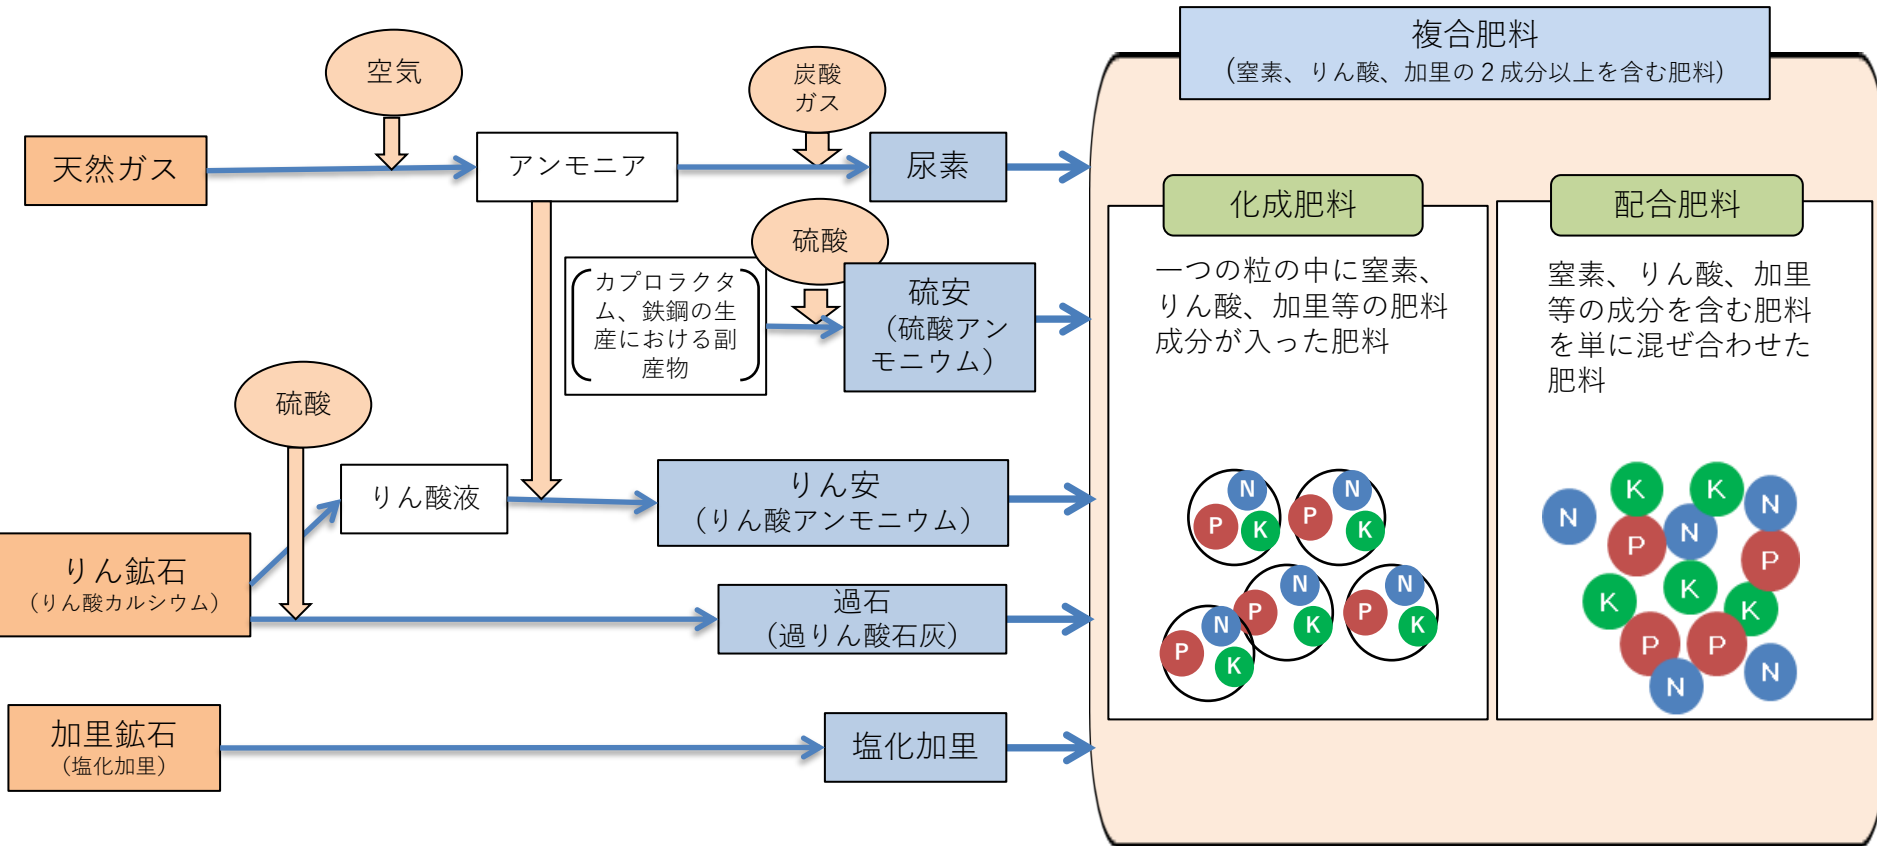 複合肥料
(窒素、りん酸、加里の２成分以上を含む肥料)
空気
炭酸
ガス
天然ガス
アンモニア
尿素
硫酸
カプロラクタ
ム、鉄鋼の生
産における副
産物
硫安
（硫酸アン
モニウム）
硫酸
りん酸液
りん安
（りん酸アンモニウム）
りん鉱石
（りん酸カルシウム）
過石
（過りん酸石灰）
加里鉱石
（塩化加里）
塩化加里
化成肥料
一つの粒の中に窒素、
りん酸、加里等の肥料
成分が入った肥料
N
P
K
N
P
K
N
P
K
N
P
K
N
P
K
配合肥料
窒素、りん酸、加里
等の成分を含む肥料
を単に混ぜ合わせた
肥料
K
K
N
N
N
P
P
K
K
K
P
P
N
N